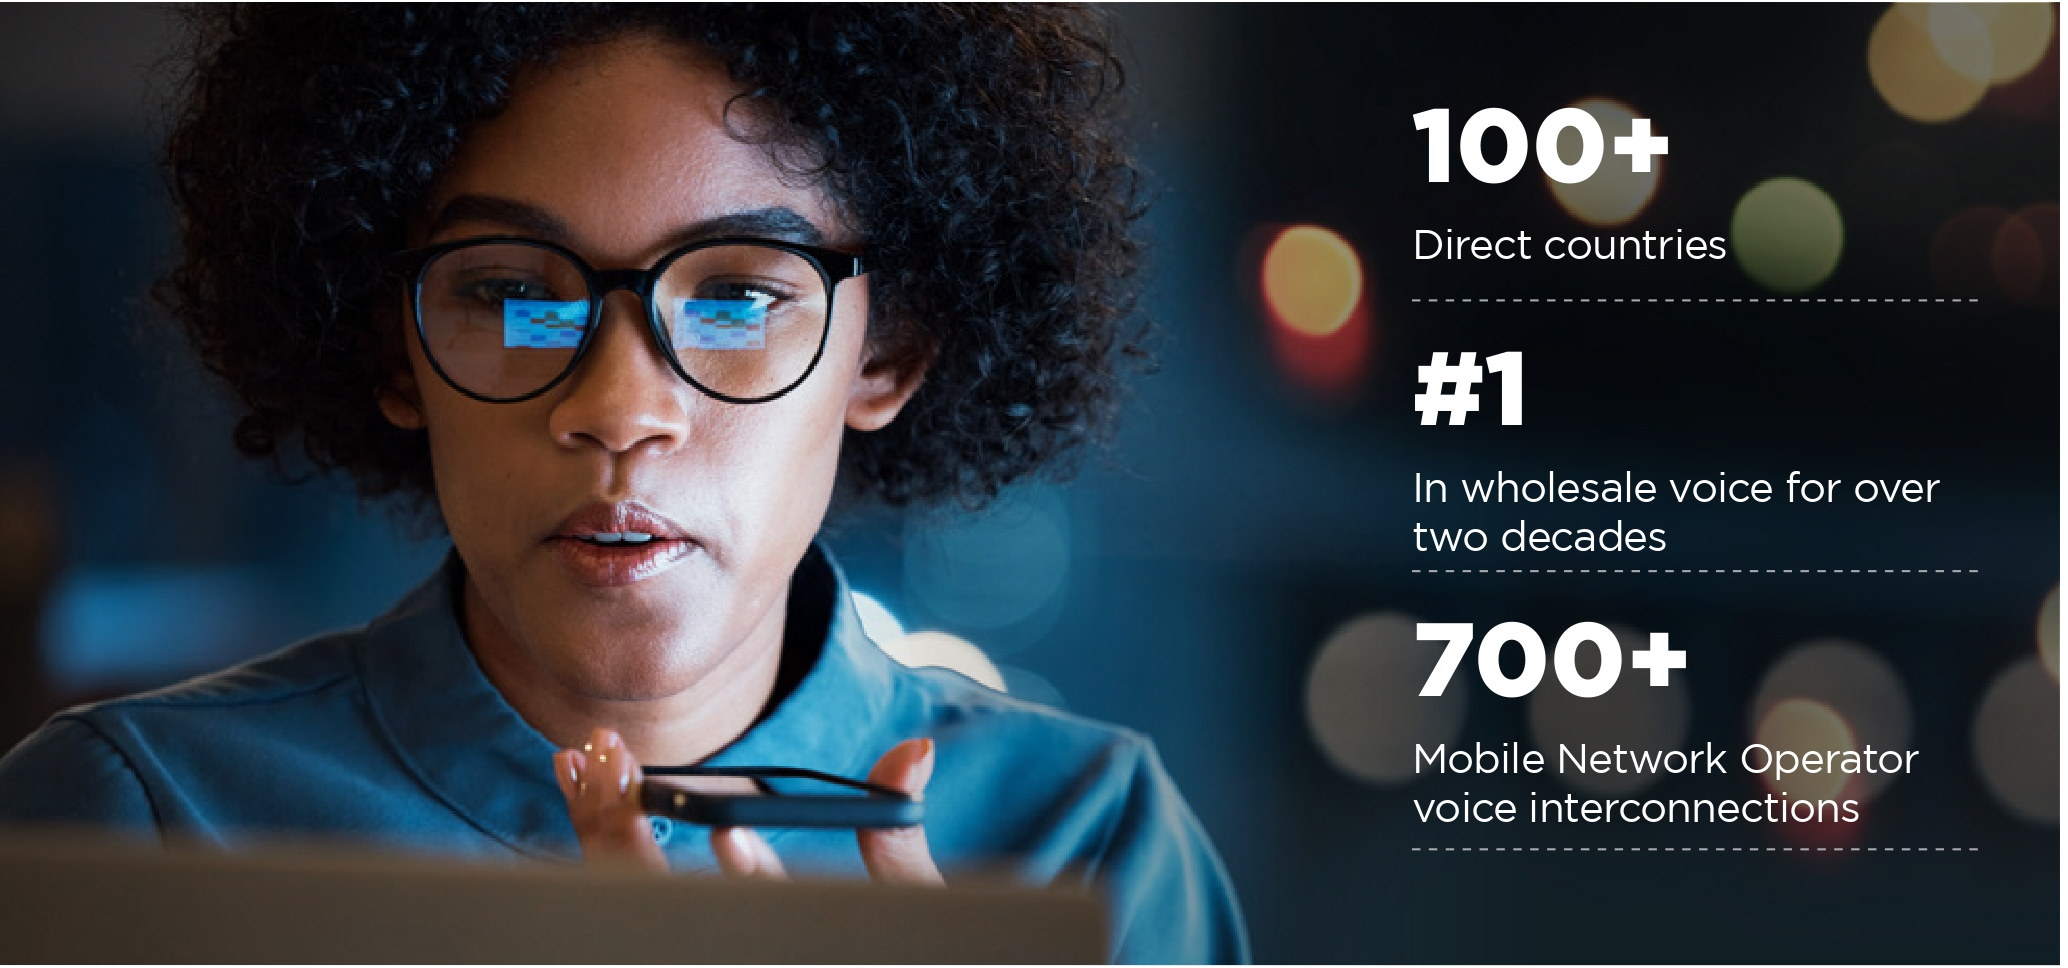 100+
Direct countries
#1
In wholesale voice for over
two decades
700+
Mobile Network Operator
voice interconnections